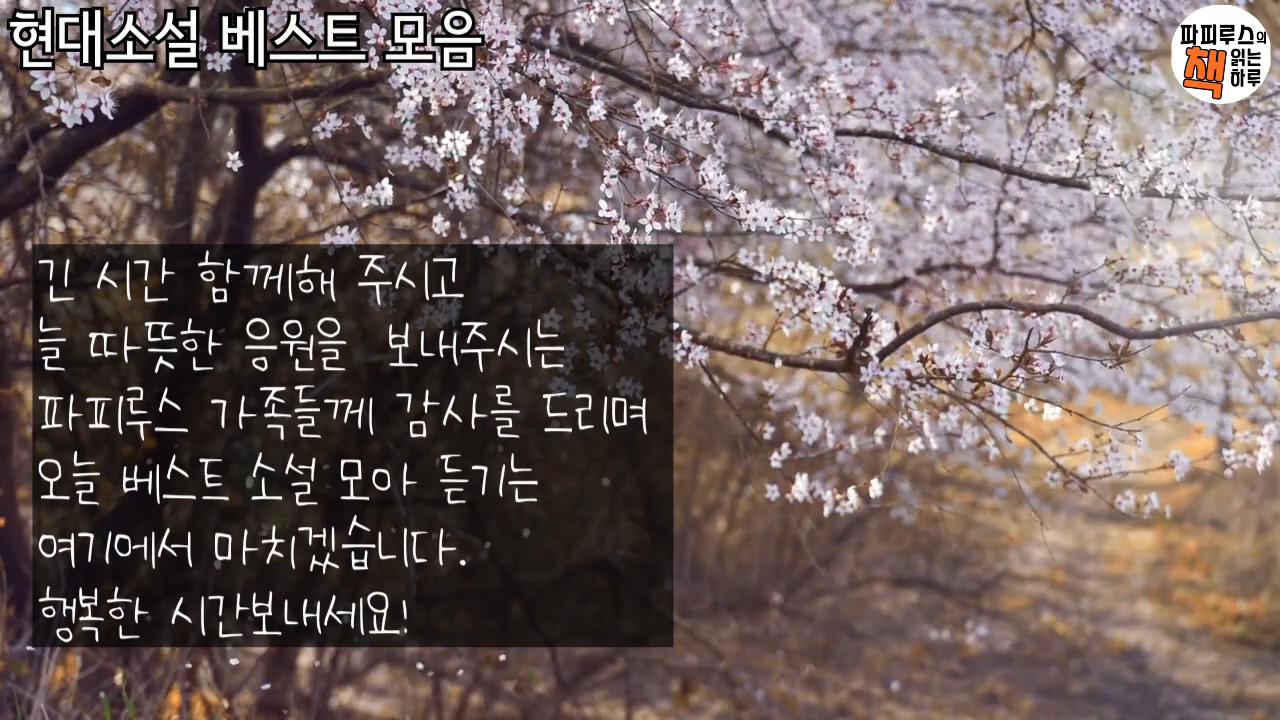 현대소설 베스트 모음
파피루스의
책 읽는
하루
긴 시간 함께해 주시고
늘 따뜻한 응원을 보내주시는
파피루스 가족들께 감사를 드리며
오늘 베스트 소설 모아 듣기는
여기에서 마치겠습니다.
행복한 시간보내세요!